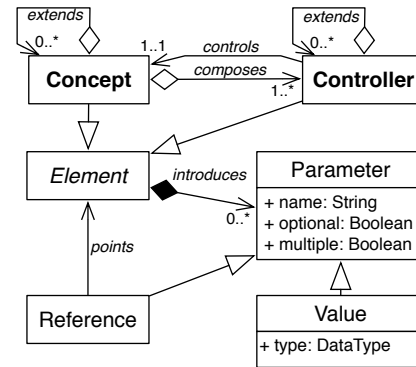 extends
extends
0..*
0..*
1..1
controls
Concept
composes
Controller
1..*
Element
introduces
Parameter
+ name: String
0..*
+ optional: Boolean
+ multiple: Boolean
points
Reference
Value
+ type: DataType